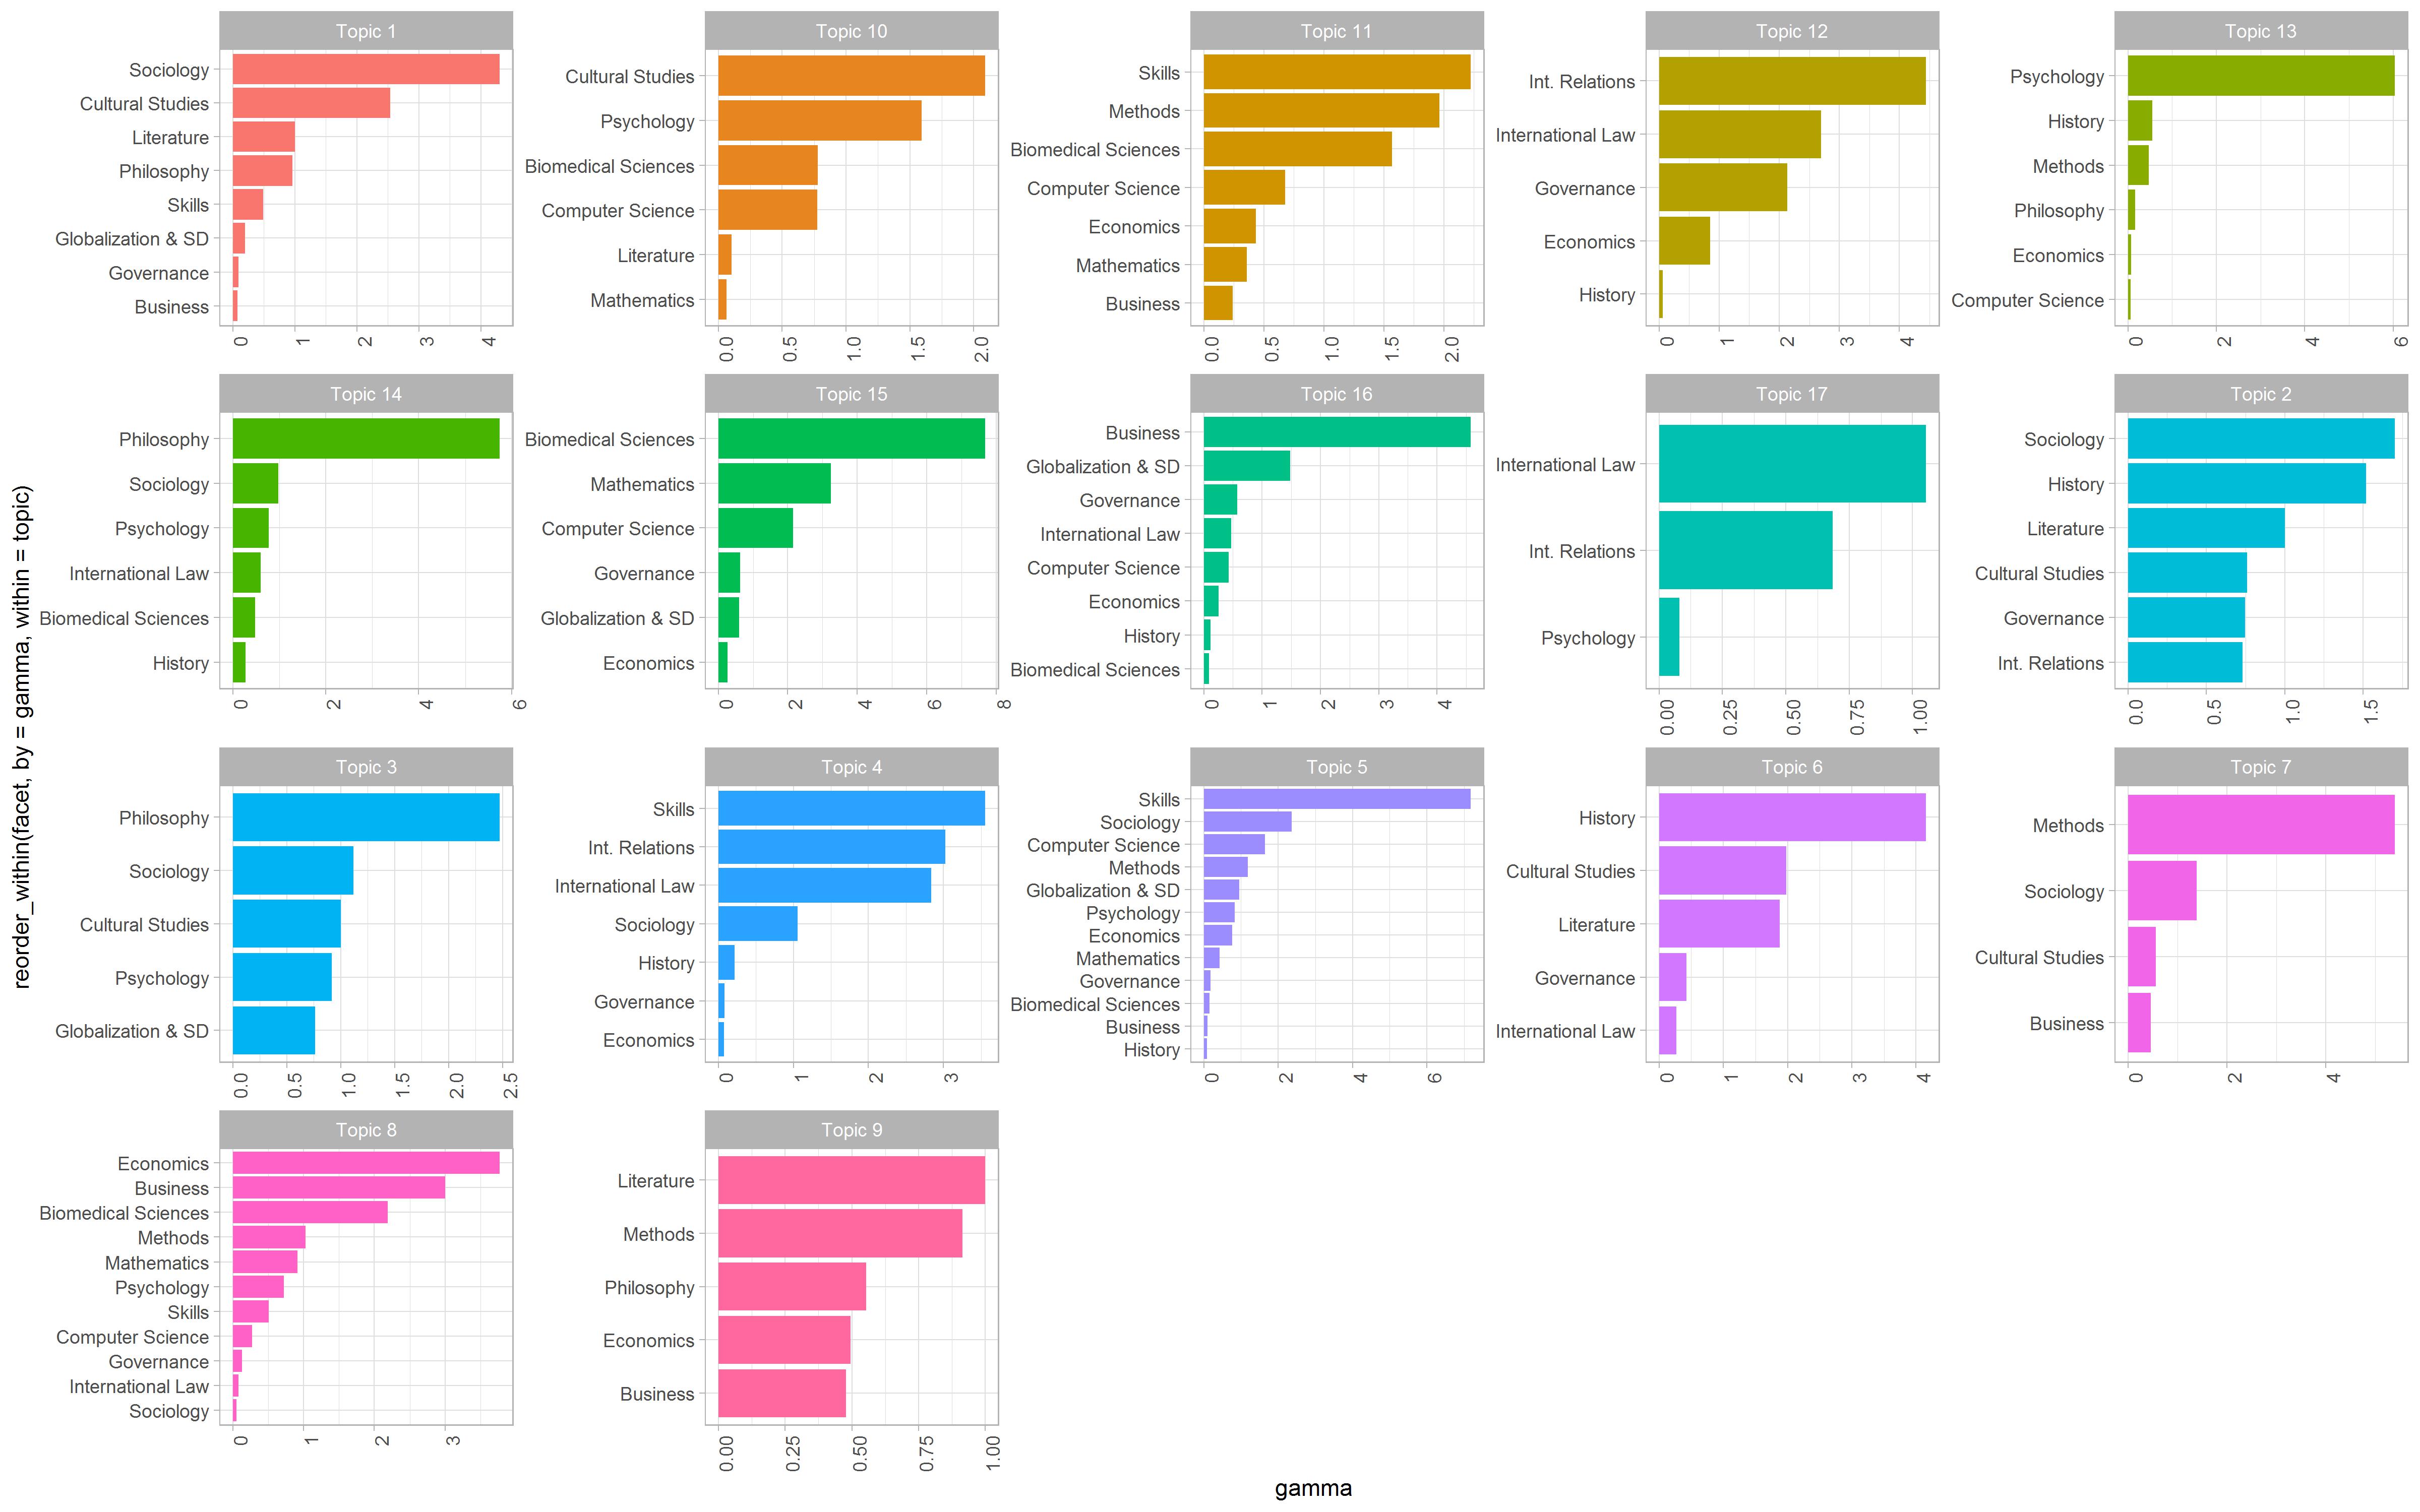 reorder_within(facet, by = gamma, within = topic)
Topic 1
Sociology
Cultural Studies
Literature
Philosophy
Skills
Globalization & SD
Governance
Business
0 1 2 3 4
Topic 10
Cultural Studies
Psychology
Biomedical Sciences
Computer Science
Literature
Mathematics
0.0 0.5 1.0 1.5 2.0
Topic 11
Skills
Methods
Biomedical Sciences
Computer Science
Economics
Mathematics
Business
0.0 0.5 1.0 1.5 2.0
Topic 12
Int. Relations
International Law
Governance
Economics
History
0 1 2 3 4
Topic 13
Psychology
History
Methods
Philosophy
Economics
Computer Science
0 2 4 6
Topic 14
Philosophy
Sociology
Psychology
International Law
Biomedical Sciences
History
0 2 4 6
Topic 15
Biomedical Sciences
Mathematics
Computer Science
Governance
Globalization & SD
Economics
0 2 4 6 8
Topic 16
Business
Globalization & SD
Governance
International Law
Computer Science
Economics
History
Biomedical Sciences
0 1 2 3 4
Topic 17
International Law
Int. Relations
Psychology
0.00 0.25 0.50 0.75 1.00
Topic 2
Sociology
History
Literature
Cultural Studies
Governance
Int. Relations
0.0 0.5 1.0 1.5
Topic 3
Philosophy
Sociology
Cultural Studies
Psychology
Globalization & SD
0.0 0.5 1.0 1.5 2.0 2.5
Topic 4
Skills
Int. Relations
International Law
Sociology
History
Governance
Economics
0 1 2 3
Topic 5
Skills
Sociology
Computer Science
Methods
Globalization & SD
Psychology
Economics
Mathematics
Governance
Biomedical Sciences
Business
History
0 2 4 6
Topic 6
History
Cultural Studies
Literature
Governance
International Law
0 1 2 3 4
Topic 7
Methods
Sociology
Cultural Studies
Business
0 2 4
Topic 8
Economics
Business
Biomedical Sciences
Methods
Mathematics
Psychology
Skills
Computer Science
Governance
International Law
Sociology
0 1 2 3
Topic 9
Literature
Methods
Philosophy
Economics
Business
0.00 0.25 0.50 0.75 1.00
gamma